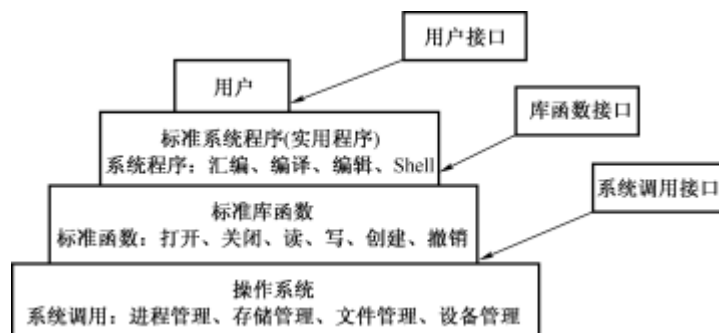 用户接口
用户
库函数接口
标准系统程序(实用程序)
系统程序：汇编、编译、编辑、Shell
系统调用接口
标准库函数
标准函数：打开、关闭、读、写、创建、撤销
操作系统
系统调用：进程管理、存储管理、文件管理、设备管理